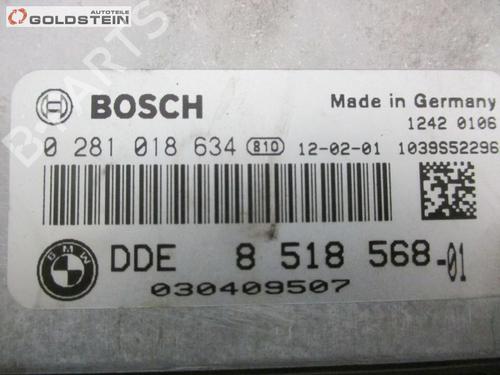 AUTOTEILE
GOLDSTEIN
BOSCH
Made in Germany
1242 0106
0 281 018 634 810 12-02-01 1039S52296
BMW
DDE 8 518 568-01
030409507
B-PARTS